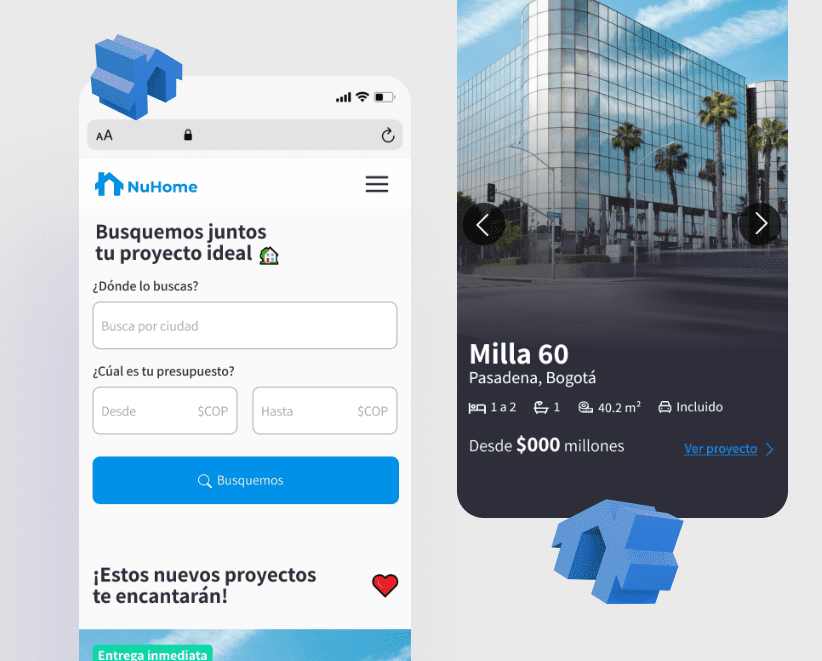 AA
NuHome
Busquemos juntos
tu proyecto ideal
¿Dónde lo buscas?
Busca por ciudad
¿Cúal es tu presupuesto?
Desde $COP
Hasta $COP
Busquemos
¡Estos nuevos proyectos
te encantarán!
Entrega inmediata
Milla 60
Pasadena, Bogotá
1 a 2 1 40.2 m² Incluido
Desde $000 millones
Ver proyecto